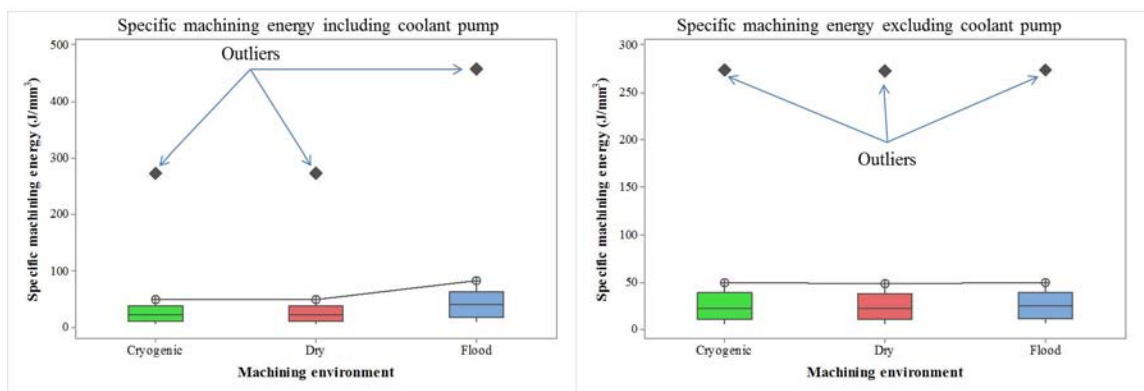 Specific machining energy including coolant pump
Outliers
Specific machining energy (J/mm³)
500
400
300
200
100
0
Cryogenic
Dry
Flood
Machining environment
Specific machining energy excluding coolant pump
Outliers
Specific machining energy (J/mm³)
300
250
200
150
100
50
0
Cryogenic
Dry
Flood
Machining environment